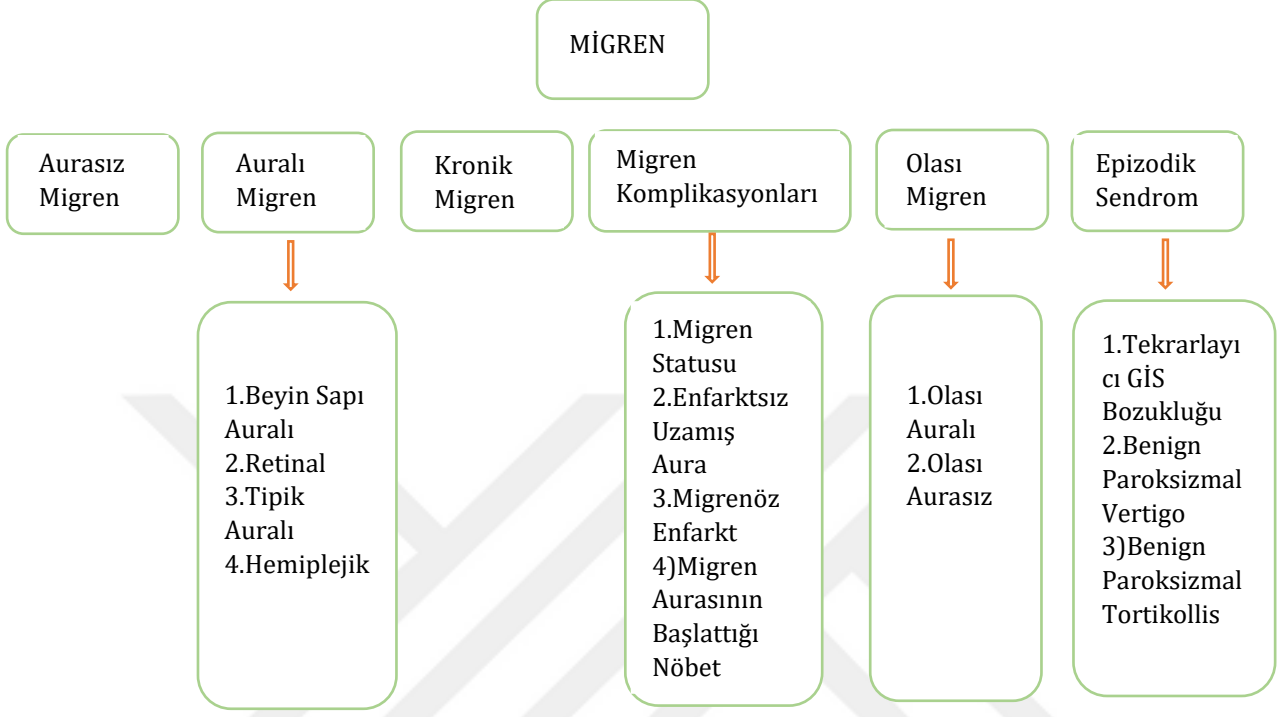 MİGREN
Aurasız
Migren
Auralı
Migren
Kronik
Migren
Migren
Komplikasyonları
Olası
Migren
Epizodik
Sendrom
1.Beyin Sapı
Auralı
2.Retinal
3.Tipik
Auralı
4.Hemiplejik
1.Migren
Statusu
2.Enfarktsız
Uzamış
Aura
3.Migrenöz
Enfarkt
4)Migren
Aurasının
Başlattığı
Nöbet
1.Olası
Auralı
2.Olası
Aurasız
1.Tekrarlayı
cı GİS
Bozukluğu
2.Benign
Paroksizmal
Vertigo
3)Benign
Paroksizmal
Tortikollis